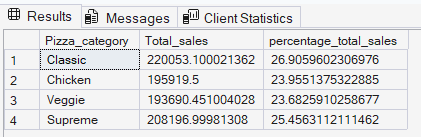 Results Messages Client Statistics
Pizza_category Total_sales percentage_total_sales
1 Classic 220053.100021362 26.9059602306976
2 Chicken 195919.5 23.9551375322885
3 Veggie 193690.451004028 23.6825910258677
4 Supreme 208196.99981308 25.4563112111462